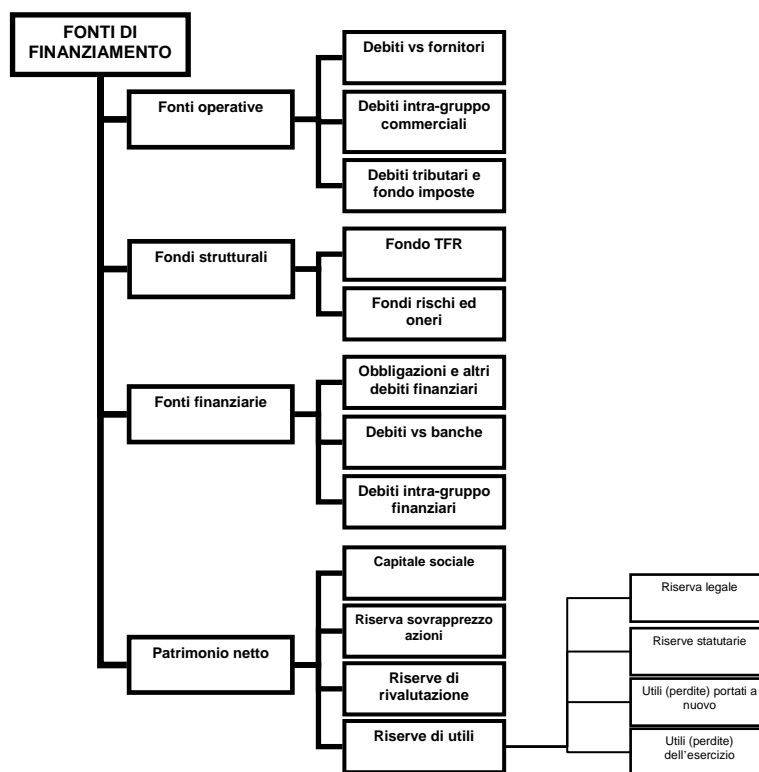 FONTI DI
FINANZIAMENTO
Fonti operative
Debiti vs fornitori
Debiti intra-gruppo
commerciali
Debiti tributari e
fondo imposte
Fondi strutturali
Fondo TFR
Fondi rischi ed
oneri
Fonti finanziarie
Obbligazioni e altri
debiti finanziari
Debiti vs banche
Debiti intra-gruppo
finanziari
Patrimonio netto
Capitale sociale
Riserva sovrapprezzo
azioni
Riserve di
rivalutazione
Riserve di utili
Riserva legale
Riserve statutarie
Utili (perdite) portati a
nuovo
Utili (perdite)
dell’esercizio